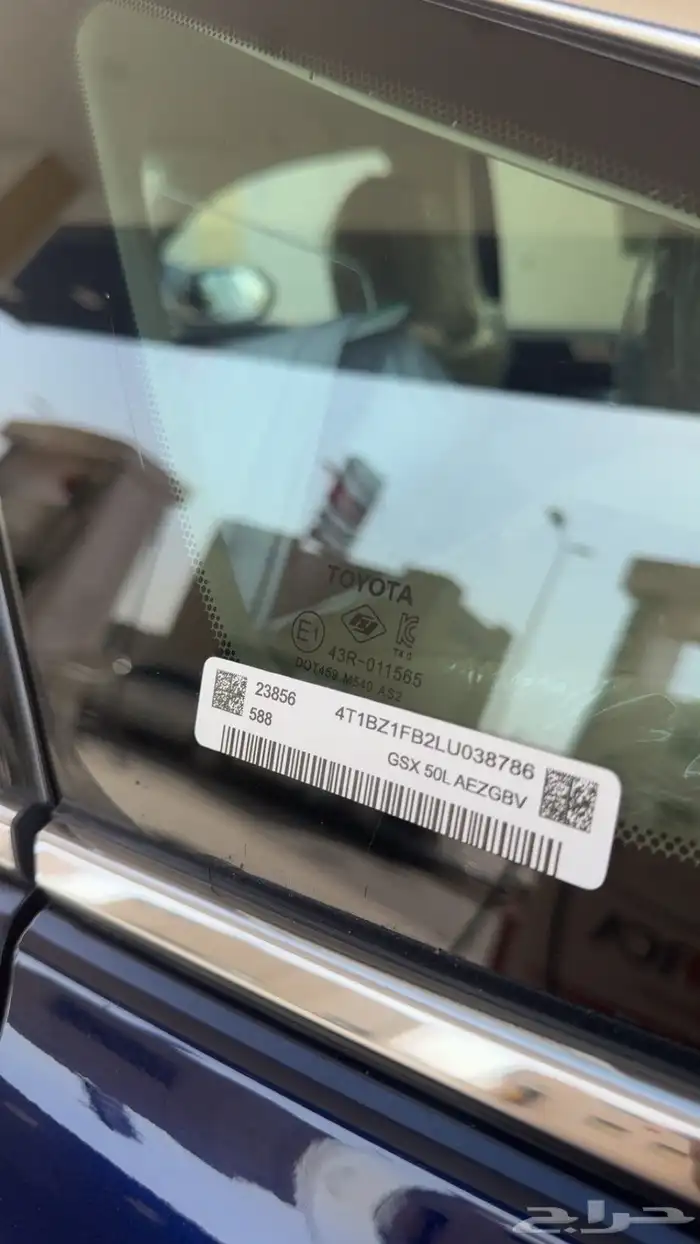 TOYOTA
E1
43R-011565
DOT459 M540 AS2
23856
588
4T1BZ1FB2LU038786
GSX 50L AEZGBV
حراج